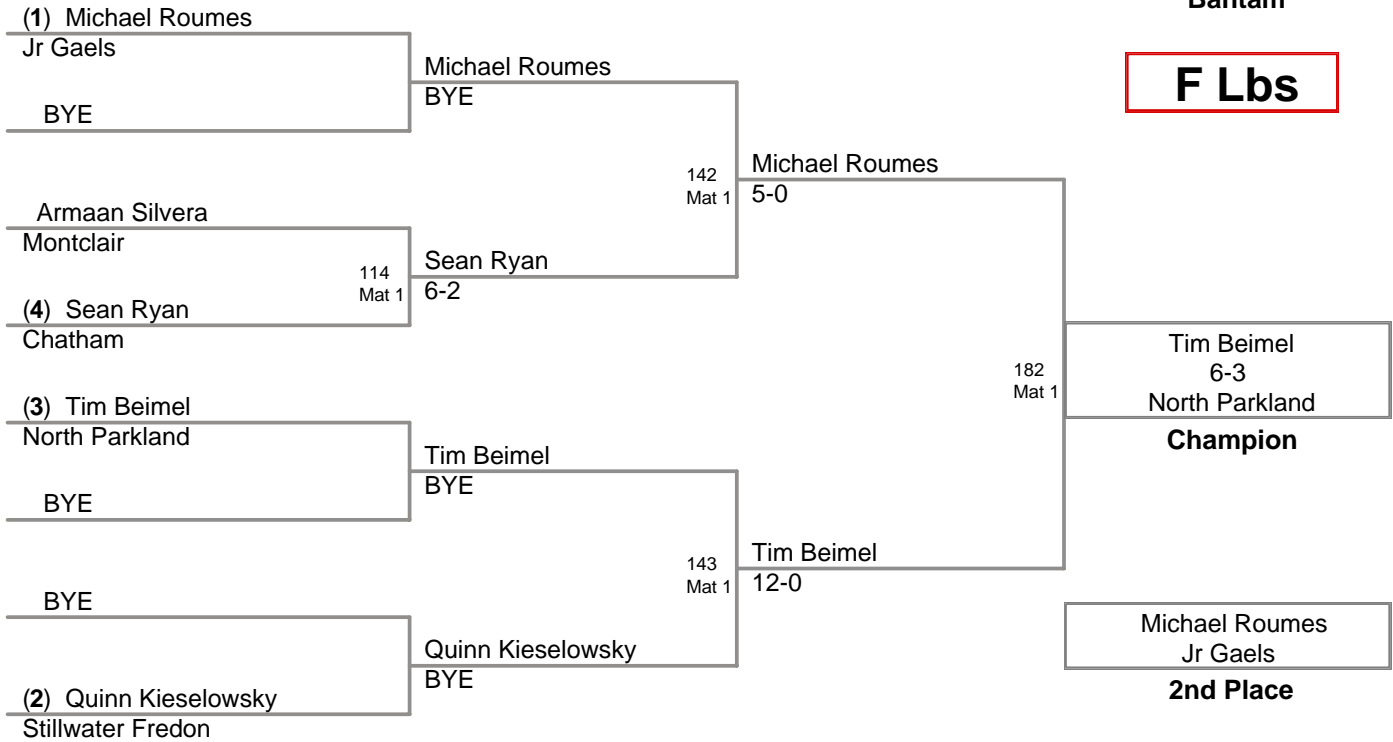 Bantam
F Lbs
(1) Michael Roumes
Jr Gaels
BYE
Armaan Silvera
Montclair
(4) Sean Ryan
Chatham
(3) Tim Beimel
North Parkland
BYE
BYE
(2) Quinn Kieselowsky
Stillwater Fredon
114
Mat 1
Michael Roumes
BYE
Sean Ryan
6-2
Tim Beimel
BYE
Quinn Kieselowsky
BYE
142
Mat 1
143
Mat 1
Michael Roumes
5-0
Tim Beimel
12-0
182
Mat 1
Tim Beimel
6-3
North Parkland
Champion
Michael Roumes
Jr Gaels
2nd Place